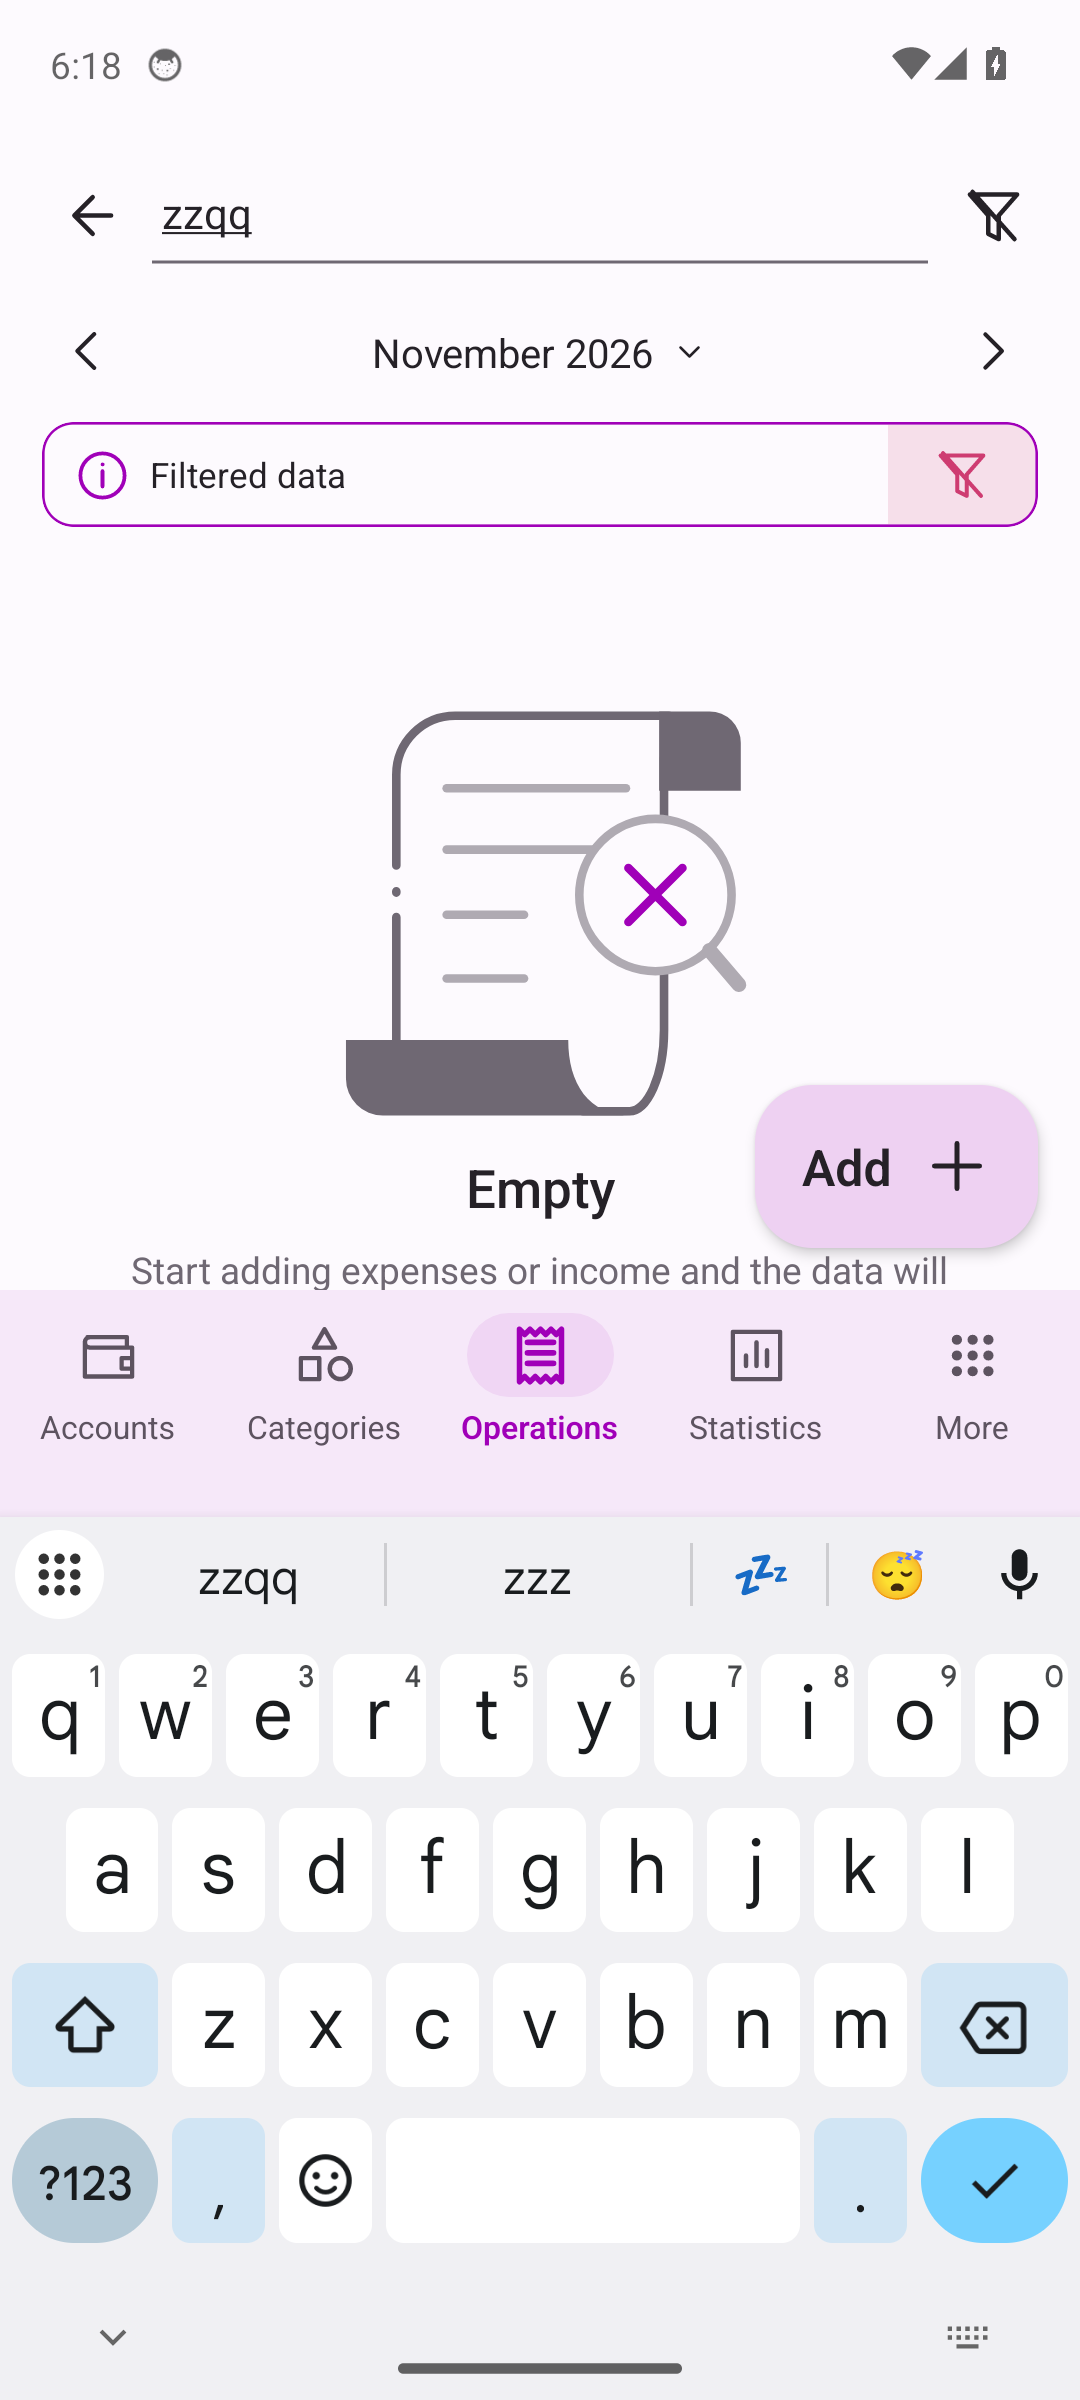 6:18
zzqq
November 2026
Filtered data
Empty
Add
Start adding expenses or income and the data will
Accounts
Categories
Operations
Statistics
More
zzqq
zzz
1 2 3 4 5 6 7 8 9 0
q w e r t y u i o p
a s d f g h j k l
z x c v b n m
?123 , .